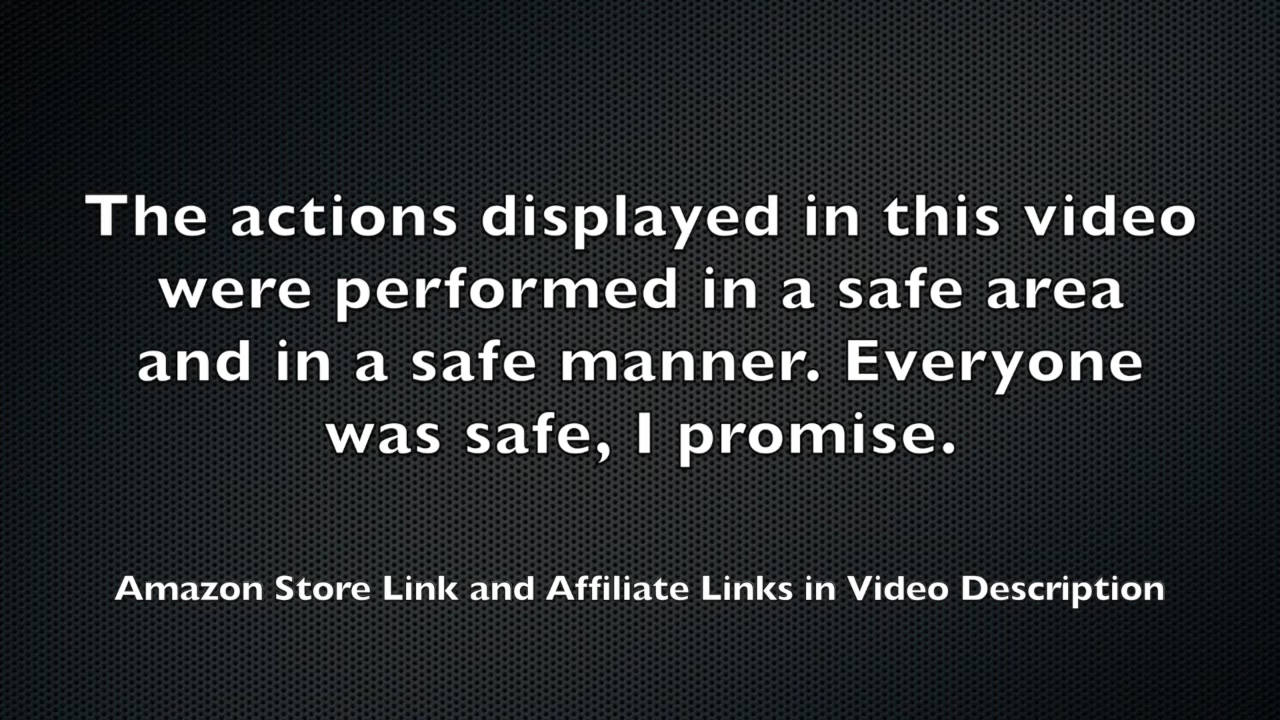 The actions displayed in this video
were performed in a safe area
and in a safe manner. Everyone
was safe, I promise.
Amazon Store Link and Affiliate Links in Video Description